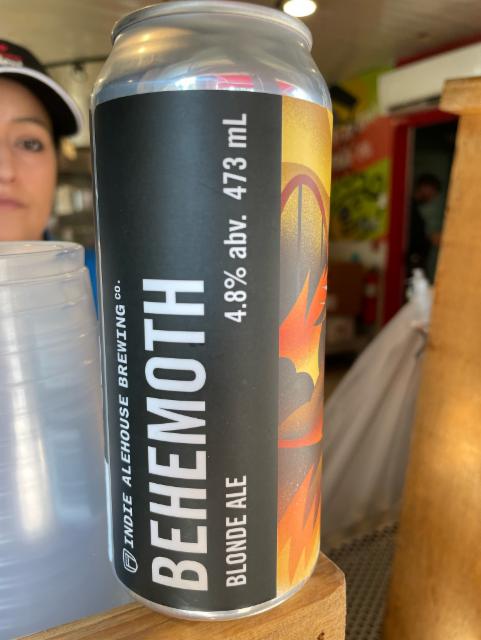 INDIE ALEHOUSE BREWING CO.
BEHEMOTH
BLONDE ALE
4.8% abv. 473 mL